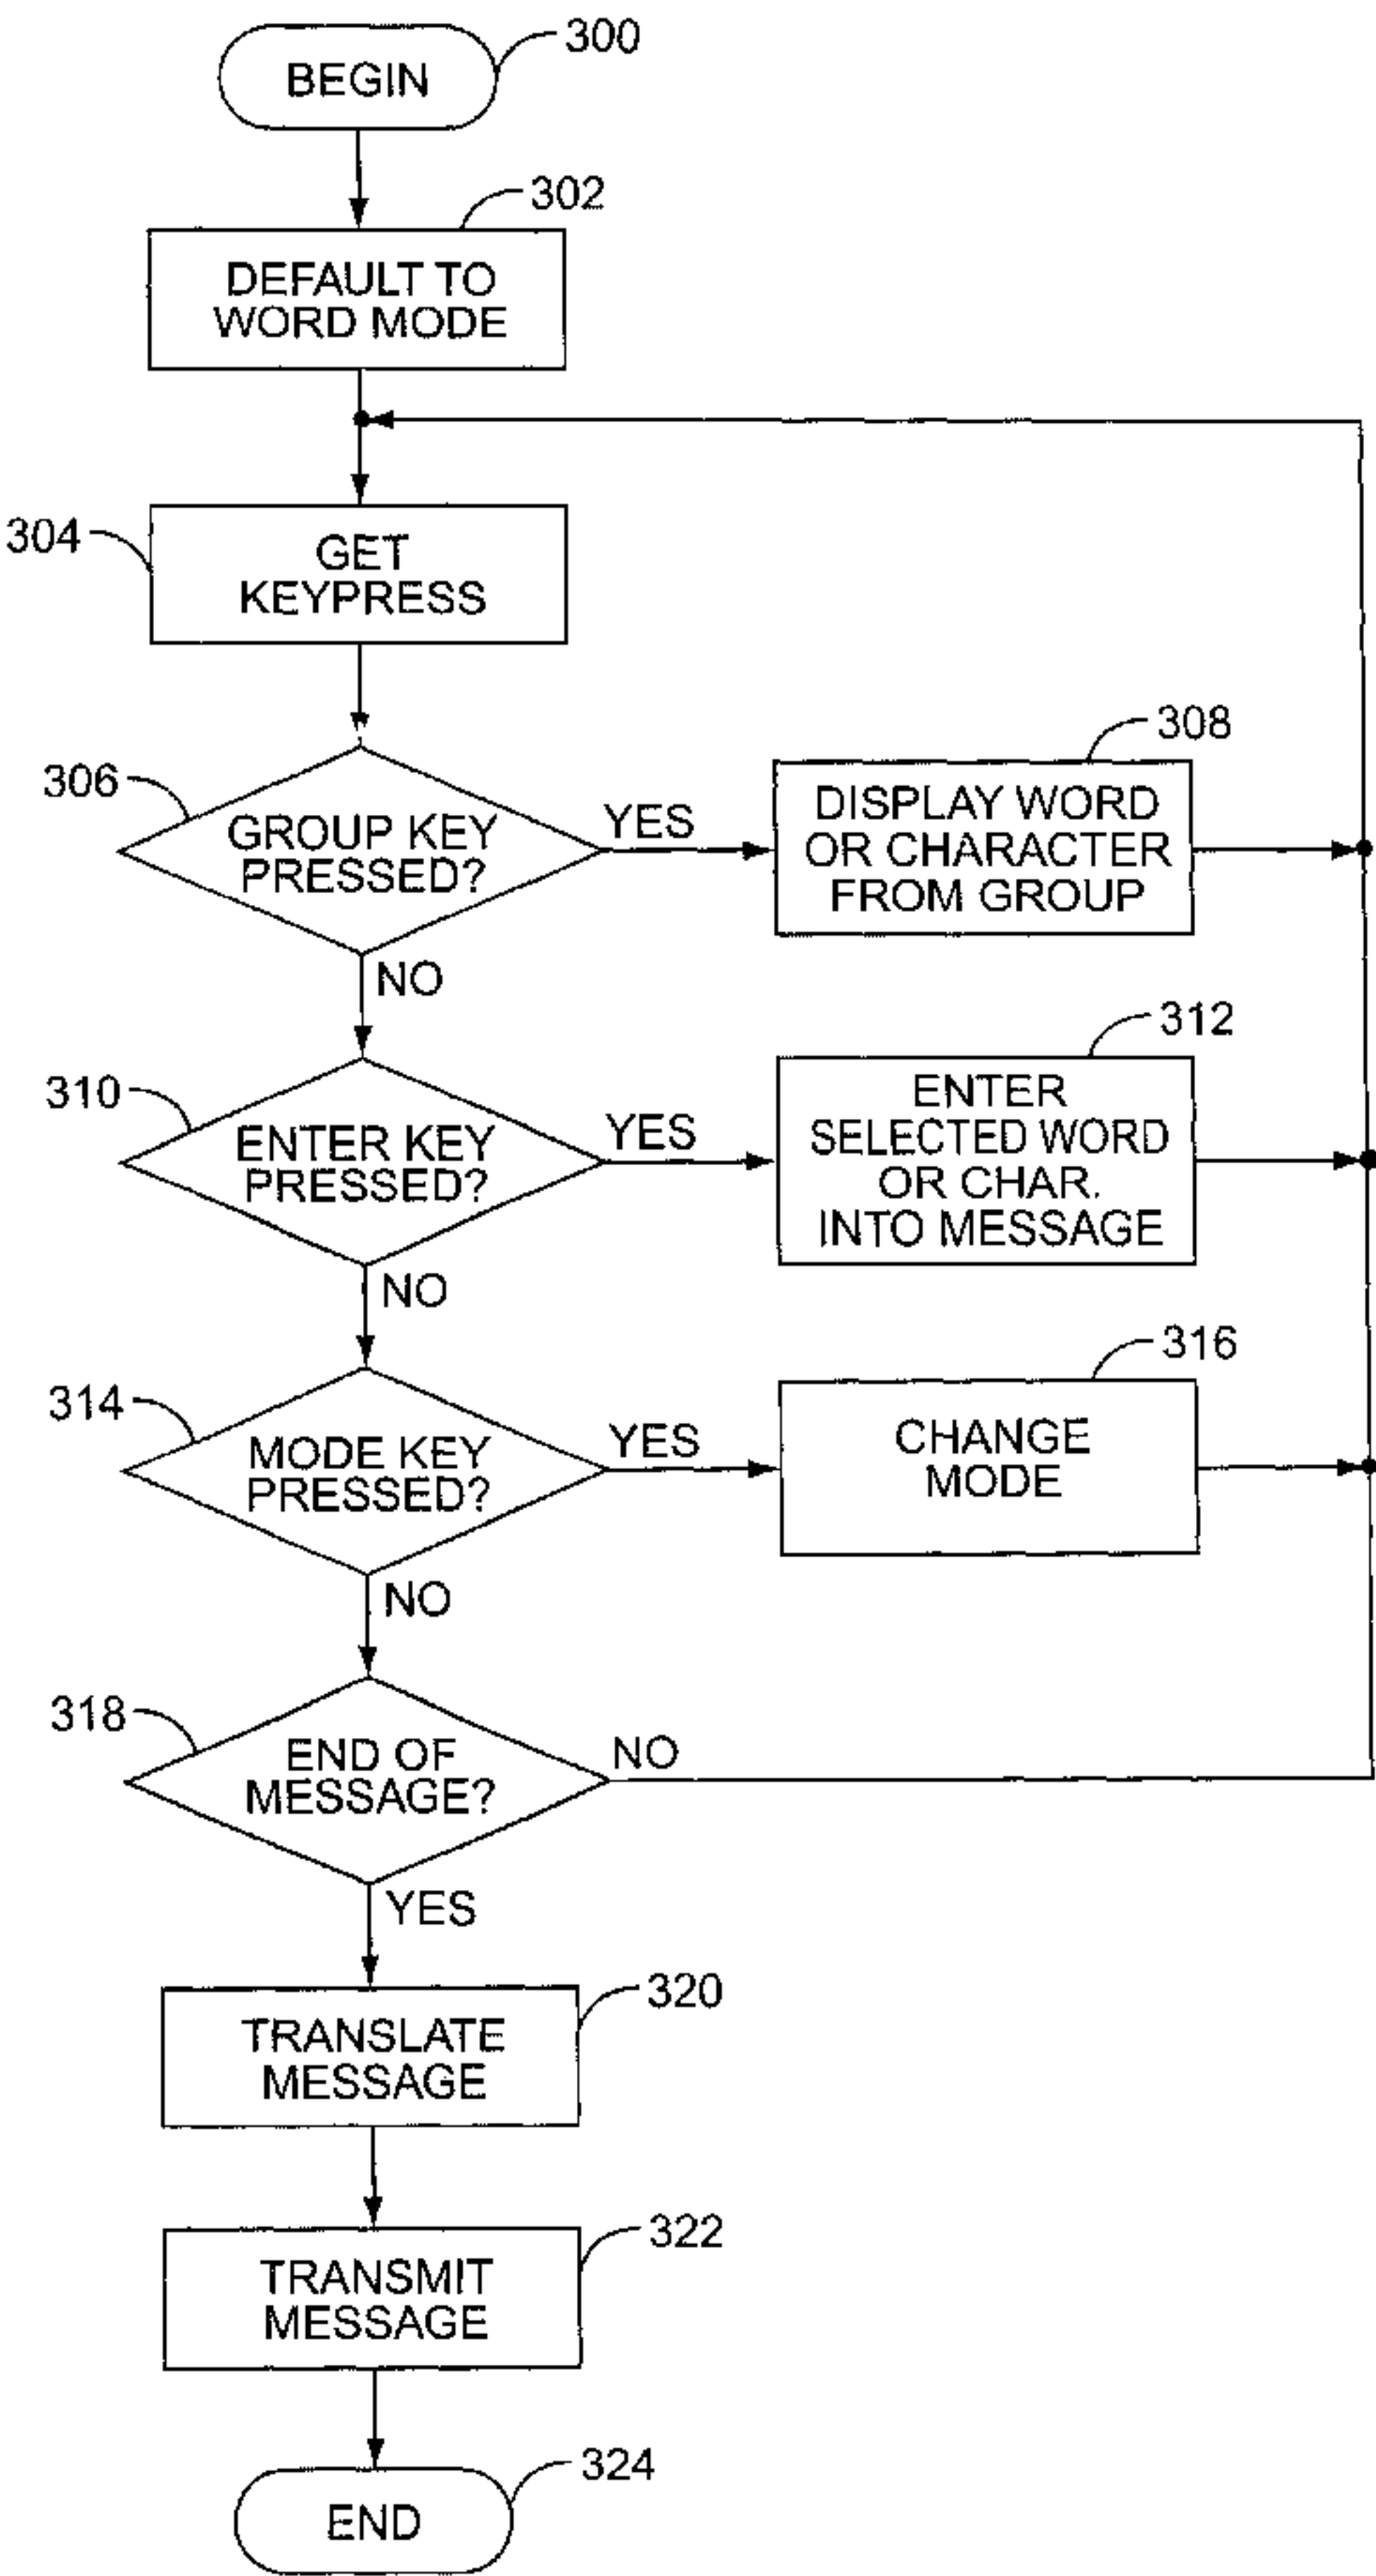 300
BEGIN
302
DEFAULT TO
WORD MODE
304
GET
KEYPRESS
306
GROUP KEY
PRESSED?
YES
308
DISPLAY WORD
OR CHARACTER
FROM GROUP
NO
310
ENTER KEY
PRESSED?
YES
312
ENTER
SELECTED WORD
OR CHAR.
INTO MESSAGE
NO
314
MODE KEY
PRESSED?
YES
316
CHANGE
MODE
NO
318
END OF
MESSAGE?
NO
YES
320
TRANSLATE
MESSAGE
322
TRANSMIT
MESSAGE
324
END